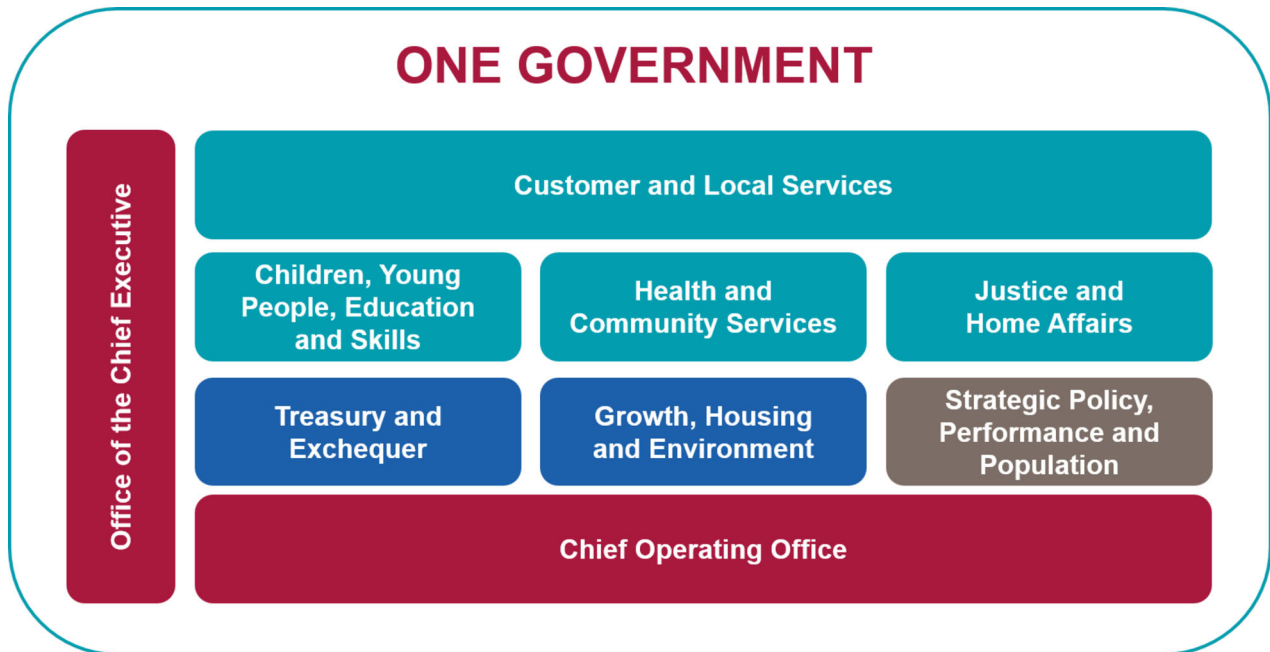 ONE GOVERNMENT
Office of the Chief Executive
Customer and Local Services
Children, Young
People, Education
and Skills
Health and
Community Services
Justice and
Home Affairs
Treasury and
Exchequer
Growth, Housing
and Environment
Strategic Policy,
Performance and
Population
Chief Operating Office